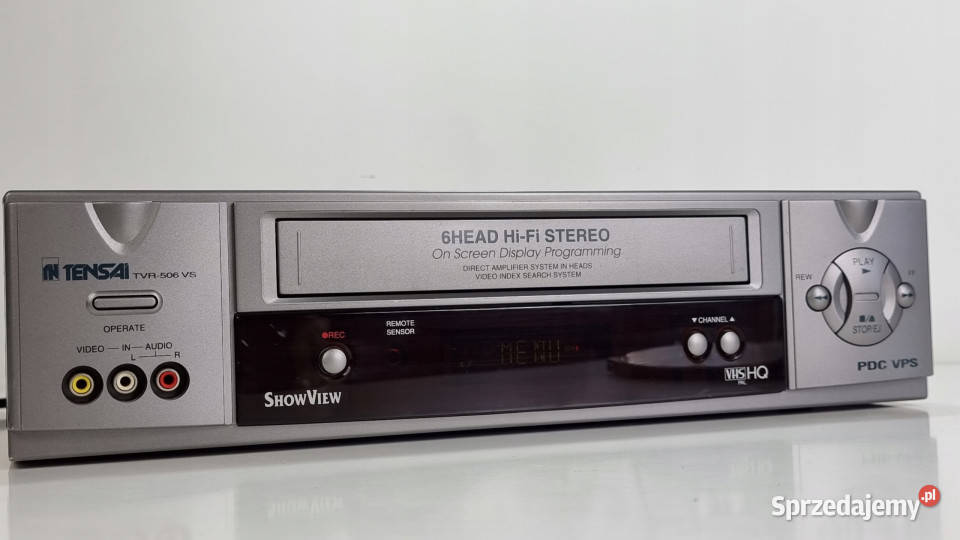 TENSAI TVR-506 VS
OPERATE
VIDEO — IN — AUDIO
L R
6HEAD Hi-Fi STEREO
On Screen Display Programming
DIRECT AMPLIFIER SYSTEM IN HEADS
VIDEO INDEX SEARCH SYSTEM
REC
REMOTE
SENSOR
MENU
▼ CHANNEL ▲
SHOWVIEW
VHS HQ
PAL
PLAY
►
REW
FF
■/▲
STOP/EJ
PDC VPS
Sprzedajemy.pl